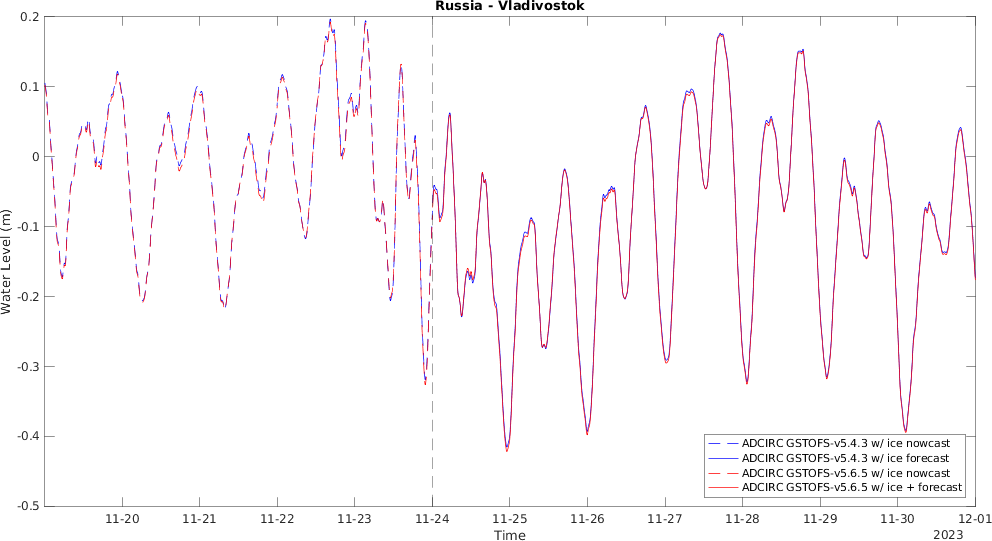 Russia - Vladivostok
Water Level (m)
0.2
0.1
0
-0.1
-0.2
-0.3
-0.4
-0.5
ADCIRC GSTOFS-v5.4.3 w/ ice nowcast
ADCIRC GSTOFS-v5.4.3 w/ ice forecast
ADCIRC GSTOFS-v5.6.5 w/ ice nowcast
ADCIRC GSTOFS-v5.6.5 w/ ice + forecast
11-20 11-21 11-22 11-23 11-24 11-25 11-26 11-27 11-28 11-29 11-30 12-01
Time
2023